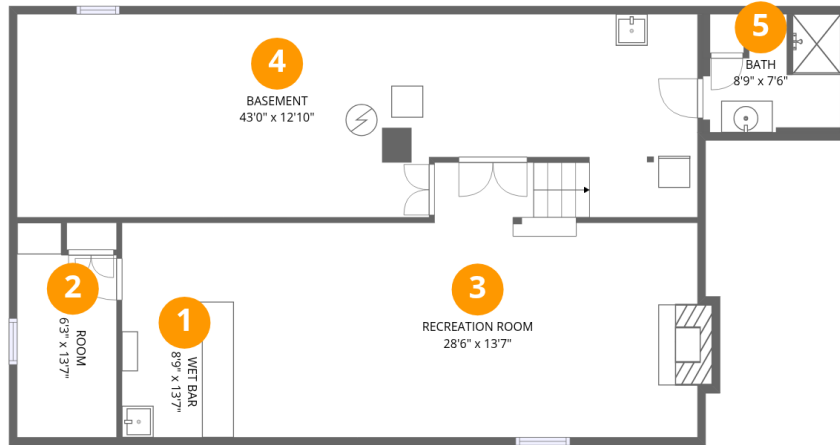 5
BATH
8'9" x 7'6"
4
BASEMENT
43'0" x 12'10"
2
ROOM
6'3" x 13'7"
1
WET BAR
8'9" x 13'7"
3
RECREATION ROOM
28'6" x 13'7"